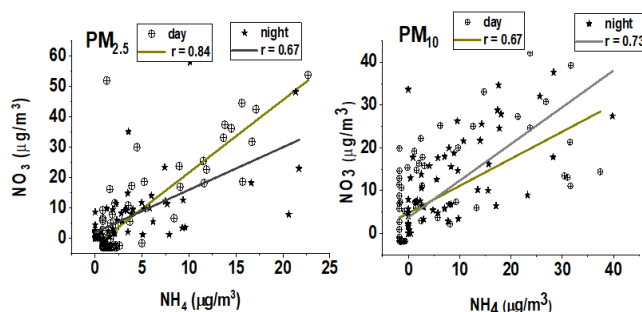 day
night
r = 0.84
r = 0.67
PM2.5
60
50
40
30
20
10
0
NO3 (µg/m³)
0
5
10
15
20
25
NH4 (µg/m³)
day
night
r = 0.67
r = 0.73
PM10
40
30
20
10
0
NO3 (µg/m³)
0
10
20
30
40
NH4 (µg/m³)